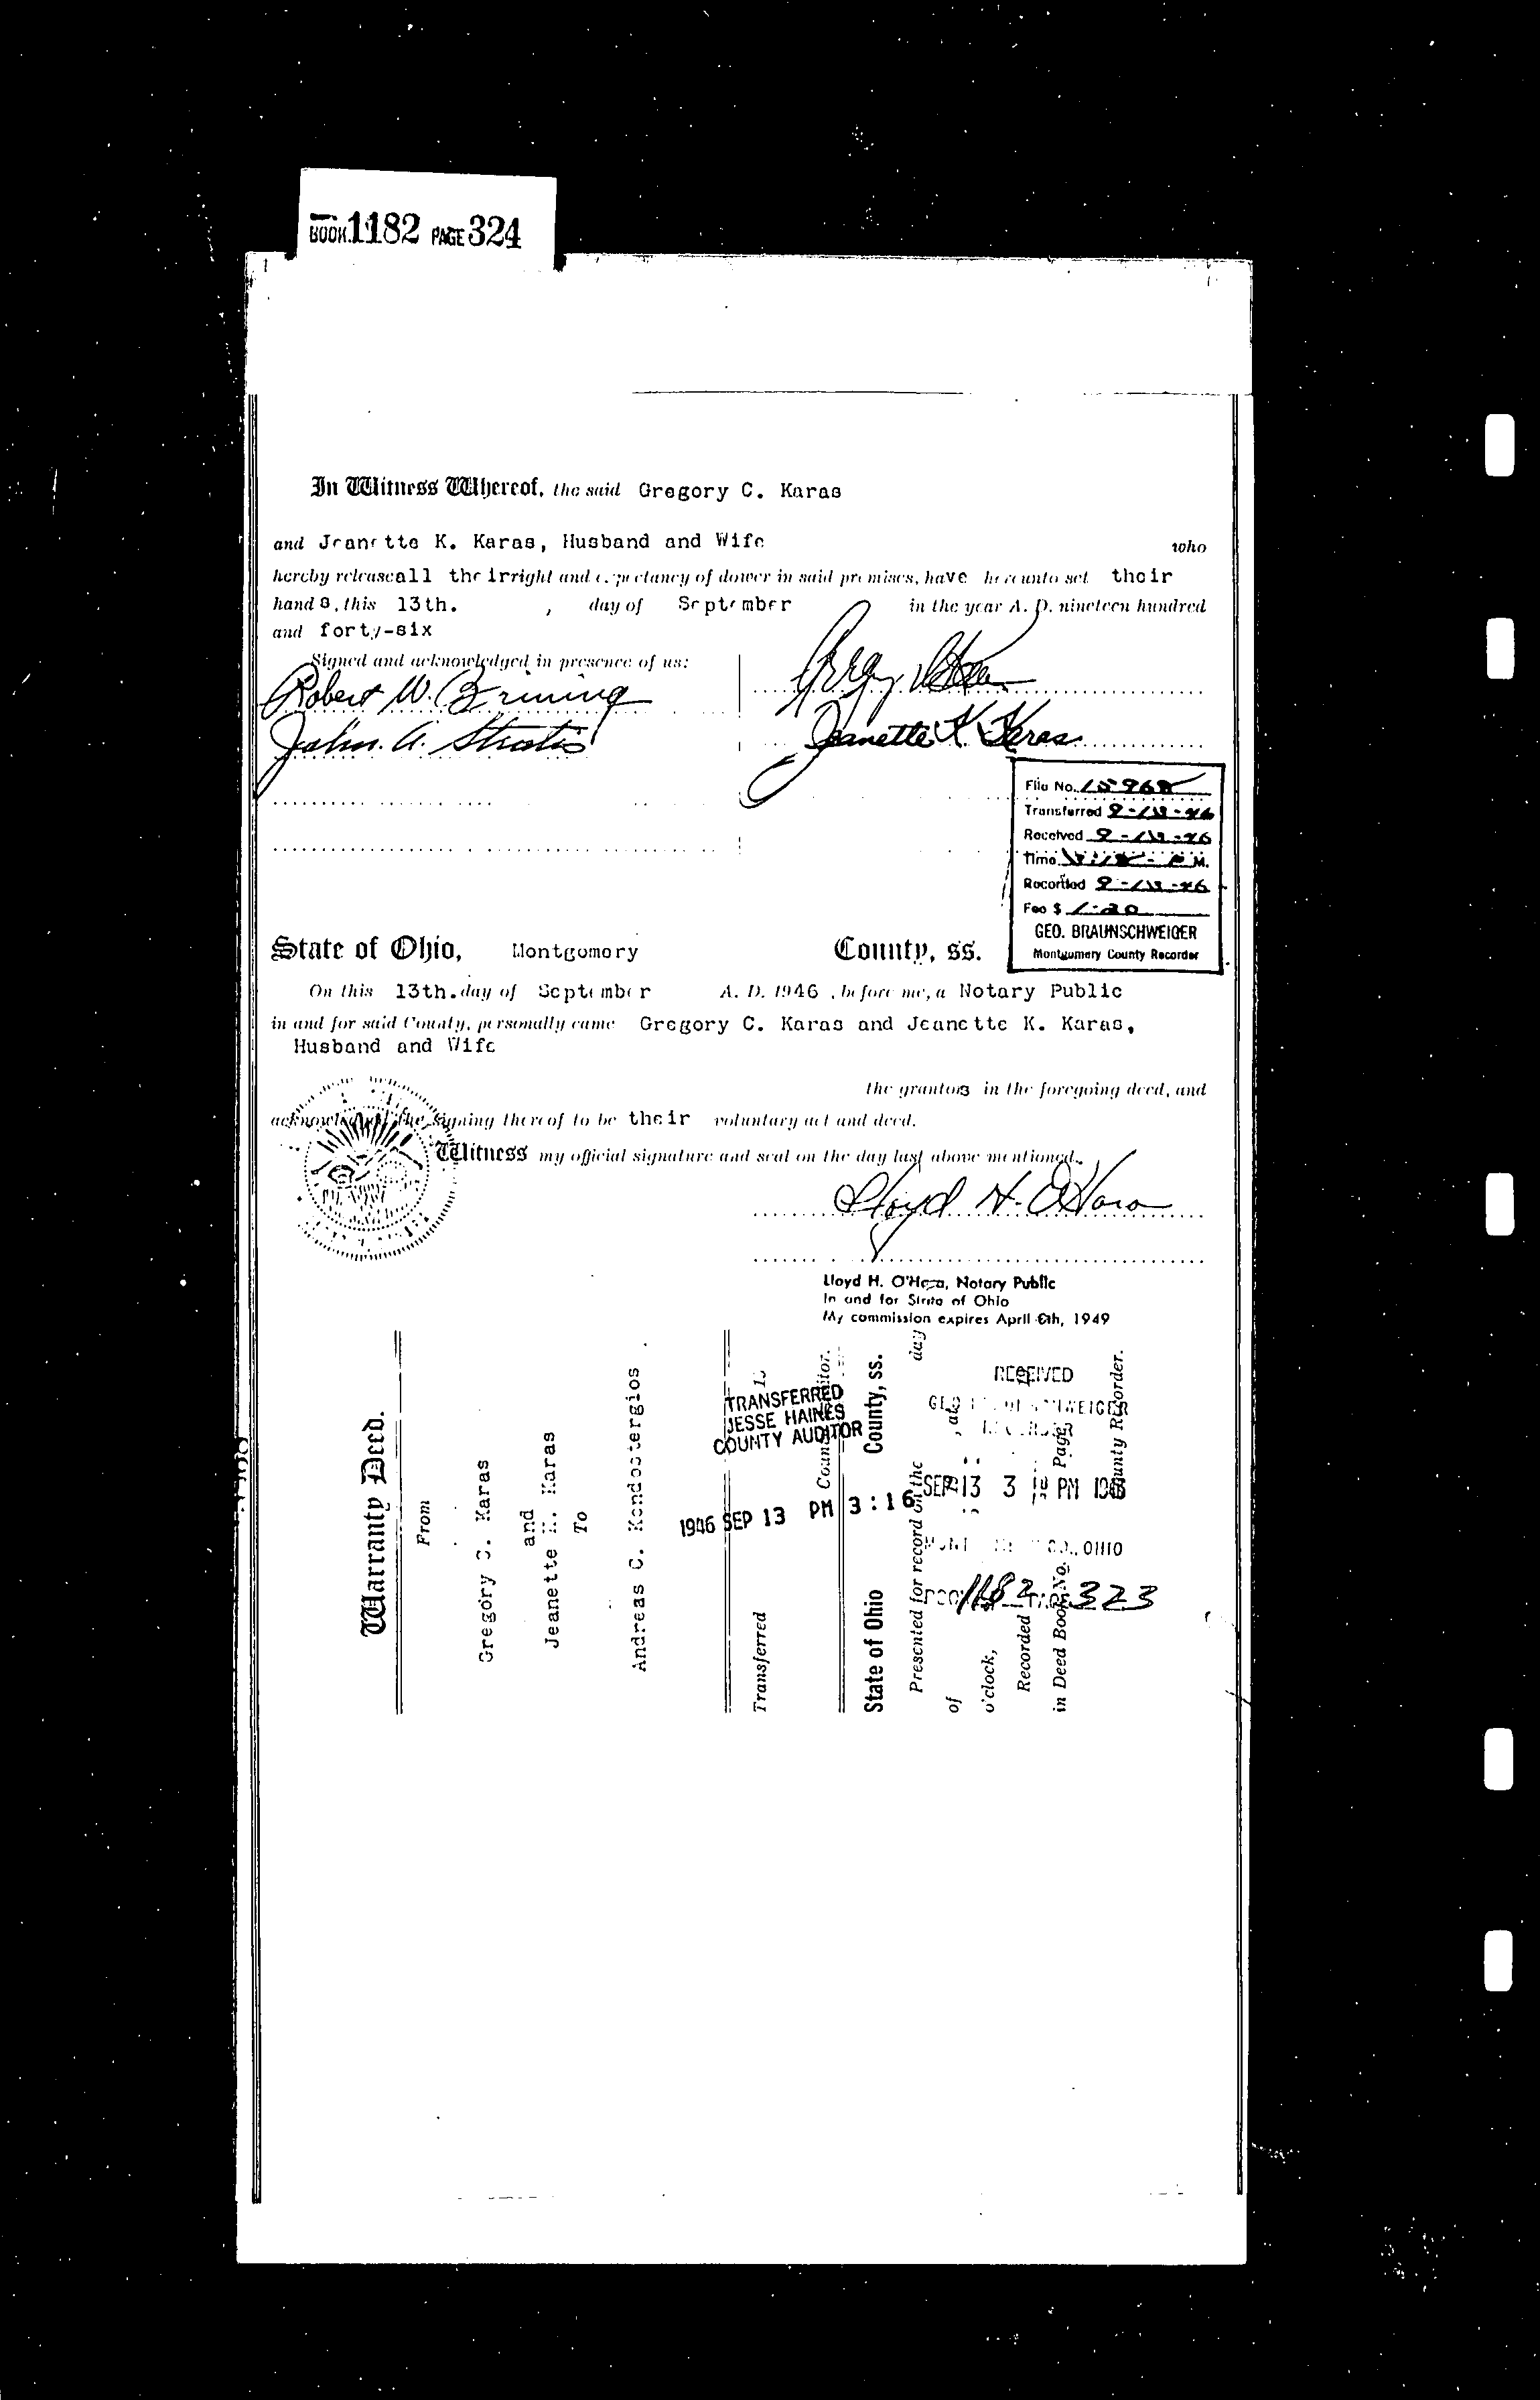 BOOK 1182 PAGE 324
In Witness Whereof, the said Gregory C. Karas
and Jeanette K. Karas, Husband and Wife who
hereby release all their right and expectancy of dower in said premises, have hereunto set their
hand s, this 13th. , day of September in the year A. D. nineteen hundred
and forty-six
Signed and acknowledged in presence of us:
Robert W. Brining
John A. Stratis
Jeanette K. Karas
File No. 15968
Transferred 9-13-46
Received 9-13-46
Time P. M.
Recorded 9-13-46
Fee $ 1.20
GEO. BRAUNSCHWEIGER
Montgomery County Recorder
State of Ohio, Montgomery County, ss.
On this 13th. day of September A. D. 1946 , before me, a Notary Public
in and for said County, personally came Gregory C. Karas and Jeanette K. Karas,
Husband and Wife
the grantors in the foregoing deed, and
acknowledged the signing thereof to be their voluntary act and deed.
Witness my official signature and seal on the day last above mentioned.
Lloyd H. O'Hara
Lloyd H. O'Hara, Notary Public
In and for State of Ohio
My commission expires April 6th, 1949
Warranty Deed.
From
Gregory C. Karas
and
Jeanette K. Karas
To
Andreas C. Kondostergios
Transferred 19
County Auditor.
TRANSFERRED
JESSE HAINES
COUNTY AUDITOR
1946 SEP 13 PM 3:16
State of Ohio County, ss.
Presented for record on the day
of at
o'clock,
Recorded
in Deed Book No. Page
County Recorder.
RECEIVED
GEO BRAUNSCHWEIGER
RECORDER
SEP 13 3 PM 1946
CO., OHIO
BOOK 1182 PAGE 323